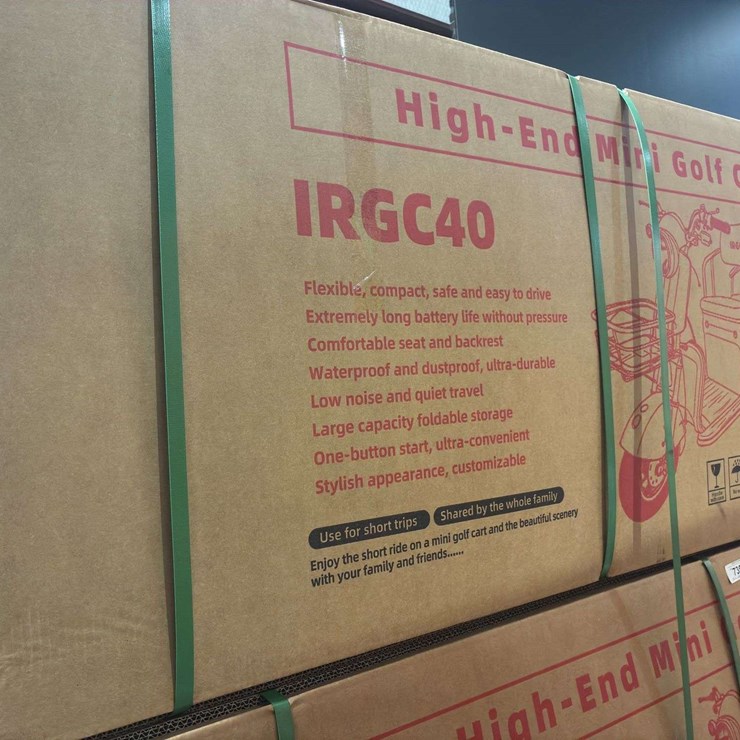 High-End Mini Golf
IRGC40
Flexible, compact, safe and easy to drive
Extremely long battery life without pressure
Comfortable seat and backrest
Waterproof and dustproof, ultra-durable
Low noise and quiet travel
Large capacity foldable storage
One-button start, ultra-convenient
Stylish appearance, customizable
Use for short trips
Shared by the whole family
Enjoy the short ride on a mini golf cart and the beautiful scenery
with your family and friends......
High-End Mini